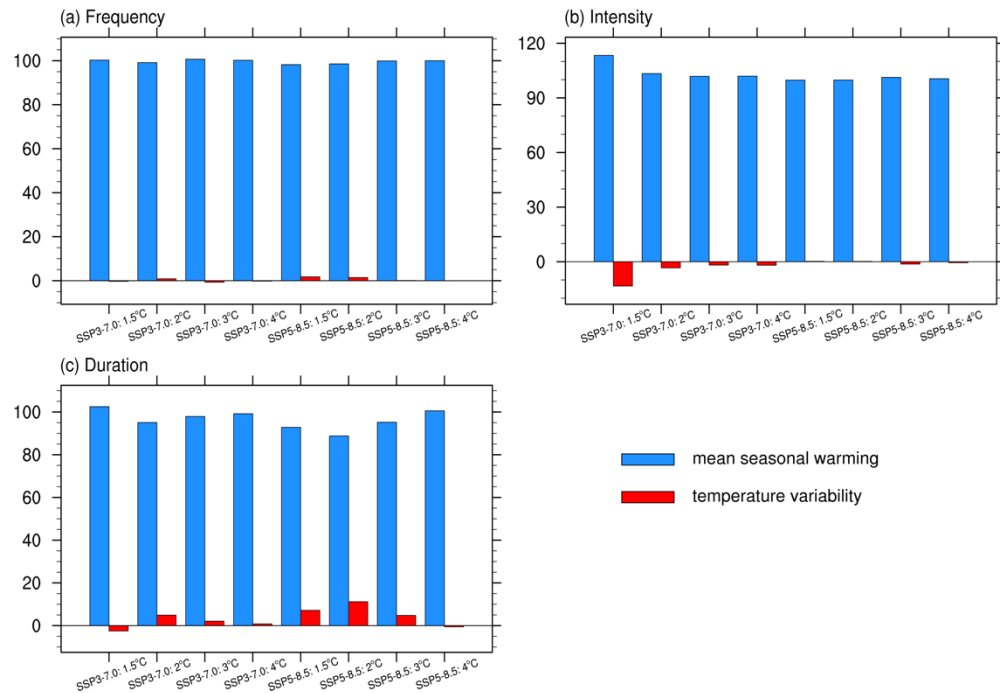 (a) Frequency
100
80
60
40
20
0
SSP3-7.0: 1.5°C
SSP3-7.0: 2°C
SSP3-7.0: 3°C
SSP3-7.0: 4°C
SSP5-8.5: 1.5°C
SSP5-8.5: 2°C
SSP5-8.5: 3°C
SSP5-8.5: 4°C
(b) Intensity
120
90
60
30
0
SSP3-7.0: 1.5°C
SSP3-7.0: 2°C
SSP3-7.0: 3°C
SSP3-7.0: 4°C
SSP5-8.5: 1.5°C
SSP5-8.5: 2°C
SSP5-8.5: 3°C
SSP5-8.5: 4°C
(c) Duration
100
80
60
40
20
0
SSP3-7.0: 1.5°C
SSP3-7.0: 2°C
SSP3-7.0: 3°C
SSP3-7.0: 4°C
SSP5-8.5: 1.5°C
SSP5-8.5: 2°C
SSP5-8.5: 3°C
SSP5-8.5: 4°C
mean seasonal warming
temperature variability